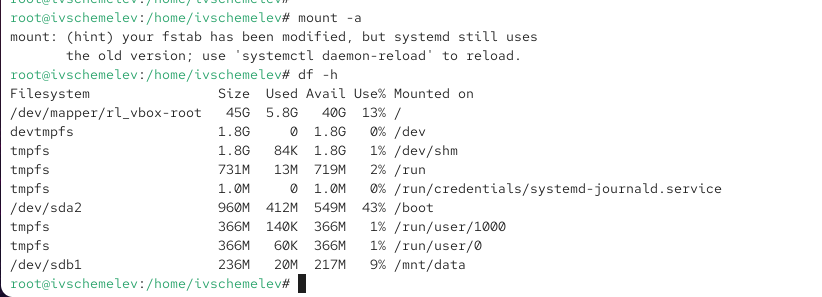 root@ivschemelev:/home/ivschemelev# mount -a
mount: (hint) your fstab has been modified, but systemd still uses
       the old version; use 'systemctl daemon-reload' to reload.
root@ivschemelev:/home/ivschemelev# df -h
Filesystem                Size  Used Avail Use% Mounted on
/dev/mapper/rl_vbox-root   45G  5.8G   40G  13% /
devtmpfs                  1.8G     0  1.8G   0% /dev
tmpfs                     1.8G   84K  1.8G   1% /dev/shm
tmpfs                     731M   13M  719M   2% /run
tmpfs                     1.0M     0  1.0M   0% /run/credentials/systemd-journald.service
/dev/sda2                 960M  412M  549M  43% /boot
tmpfs                     366M  140K  366M   1% /run/user/1000
tmpfs                     366M   60K  366M   1% /run/user/0
/dev/sdb1                 236M   20M  217M   9% /mnt/data
root@ivschemelev:/home/ivschemelev#